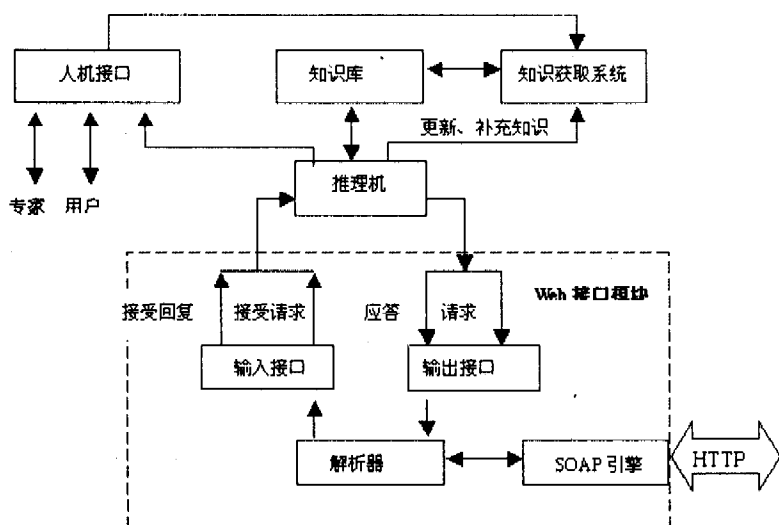 人机接口
知识库
知识获取系统
更新、补充知识
推理机
专家
用户
Web 接口模块
接受回复
接受请求
应答
请求
输入接口
输出接口
解析器
SOAP 引擎
HTTP